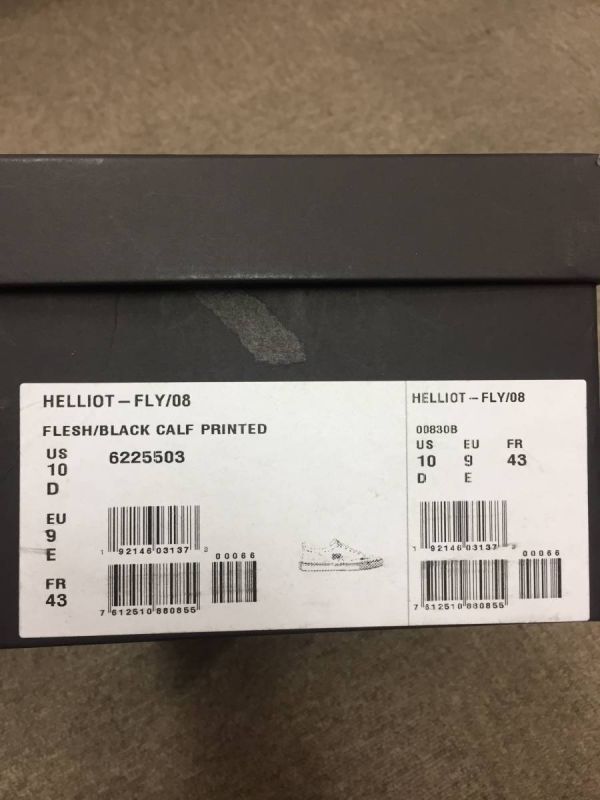 HELLIOT – FLY/08
FLESH/BLACK CALF PRINTED
US
10
D
6225503
EU
9
E
FR
43
1 92146 03137
00066
7 612510 880855
HELLIOT – FLY/08
00830B
US EU FR
10 9 43
D E
1 92146 03137
00066
7 612510 880855